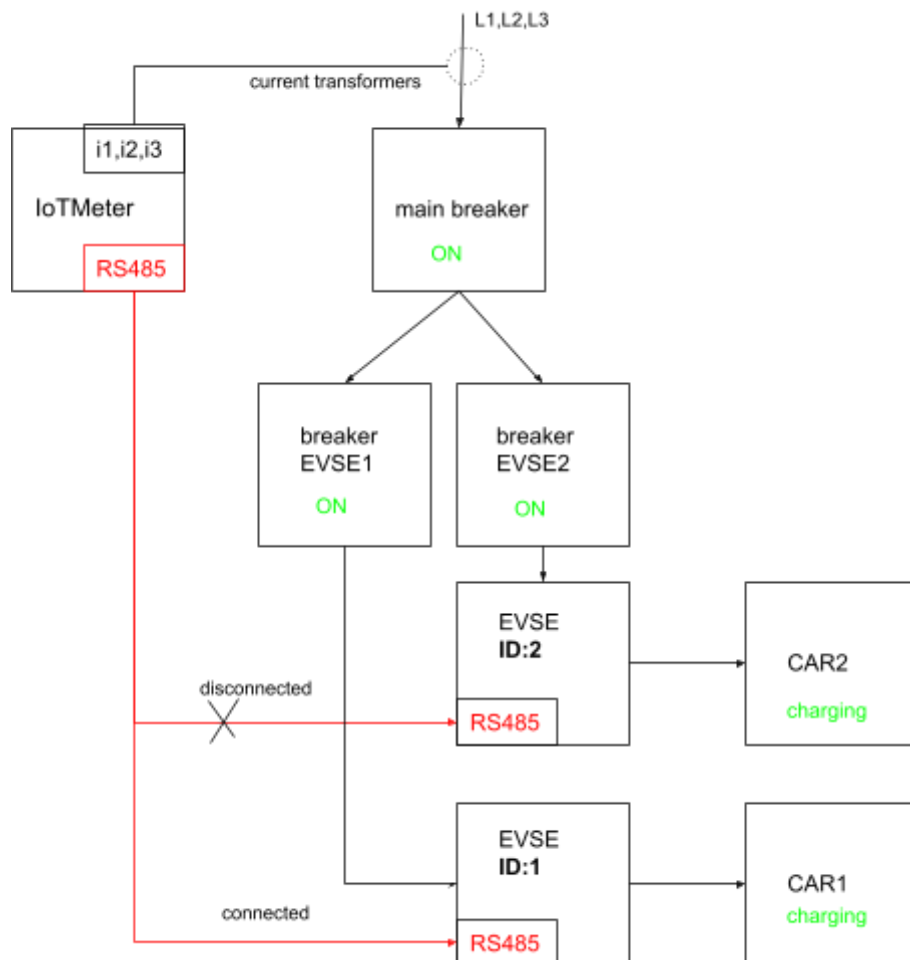 L1,L2,L3
current transformers
i1,i2,i3
IoTMeter
RS485
main breaker
ON
breaker
EVSE1
ON
breaker
EVSE2
ON
EVSE
ID:2
RS485
CAR2
charging
disconnected
EVSE
ID:1
RS485
CAR1
charging
connected